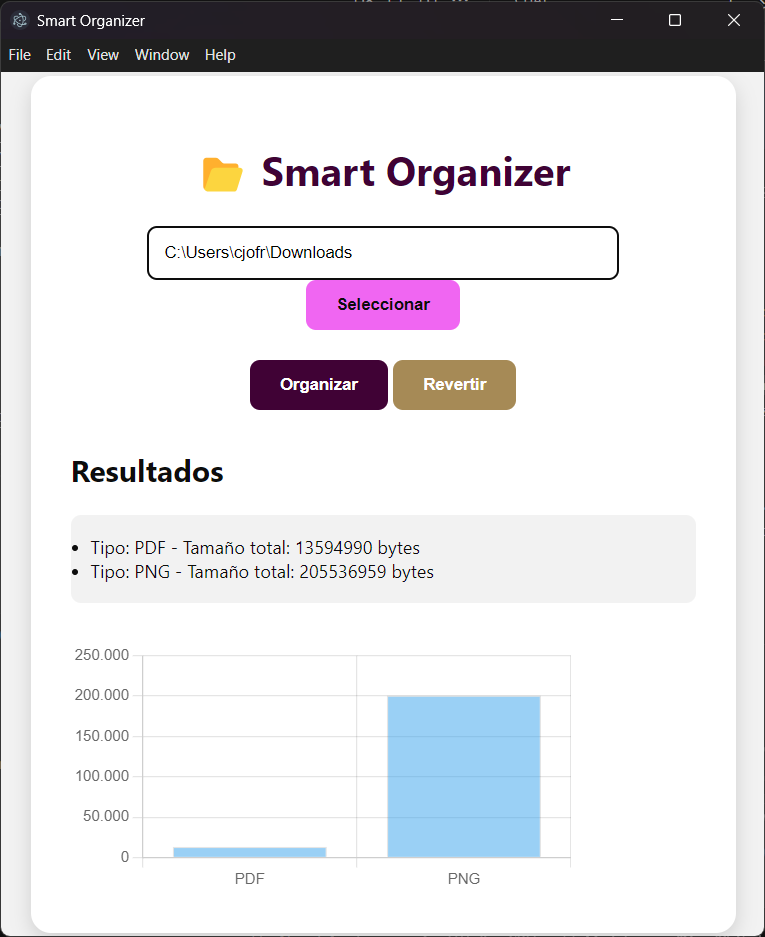 Smart Organizer
File Edit View Window Help
Smart Organizer
C:\Users\cjofr\Downloads
Seleccionar
Organizar Revertir
Resultados
Tipo: PDF - Tamaño total: 13594990 bytes
Tipo: PNG - Tamaño total: 205536959 bytes
250.000
200.000
150.000
100.000
50.000
0
PDF PNG